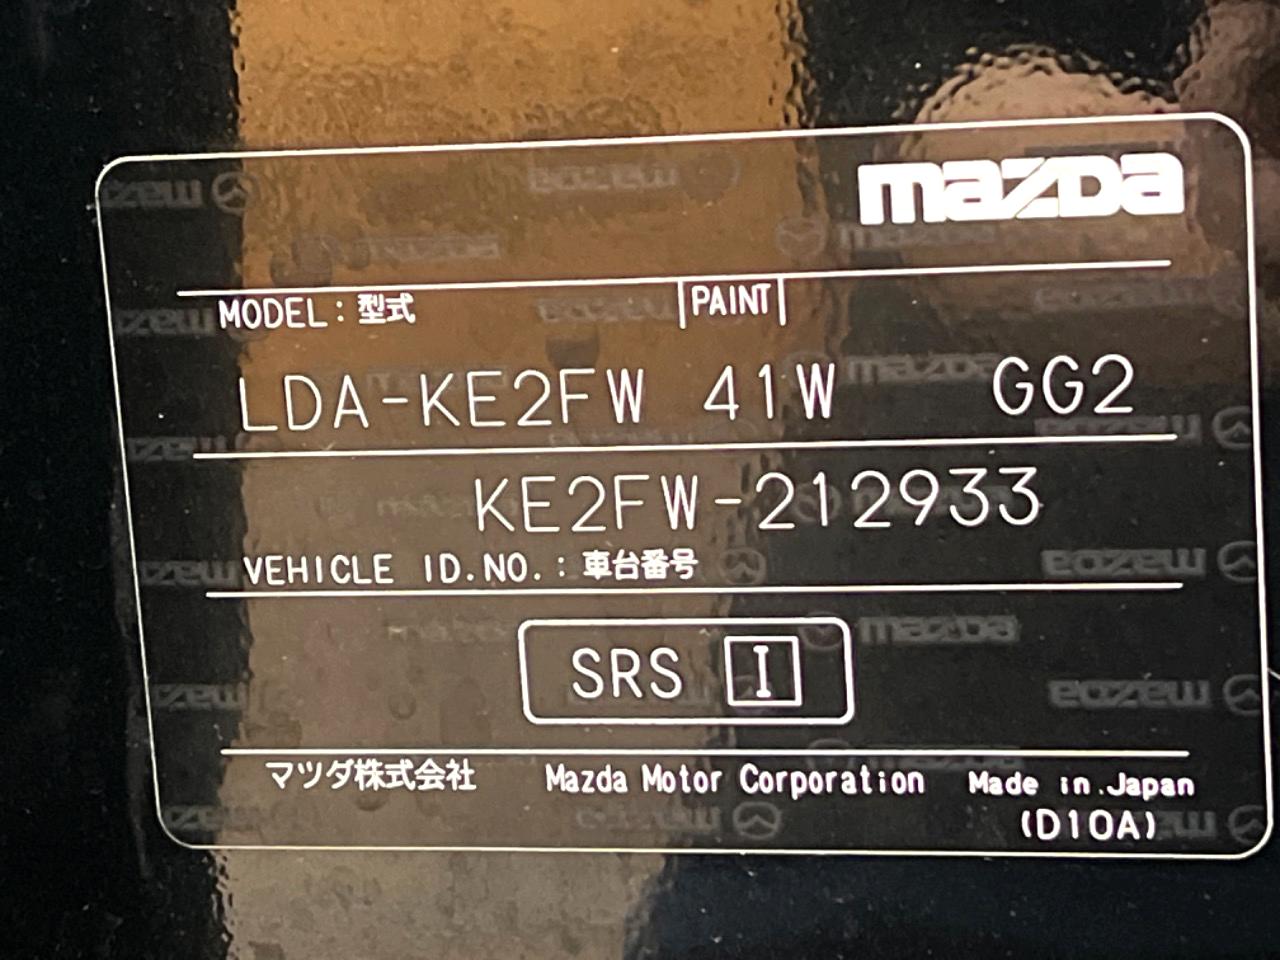 mazda
MODEL : 型式 PAINT
LDA-KE2FW 41W GG2
KE2FW-212933
VEHICLE ID.NO. : 車台番号
SRS I
マツダ株式会社 Mazda Motor Corporation Made in Japan
(D10A)